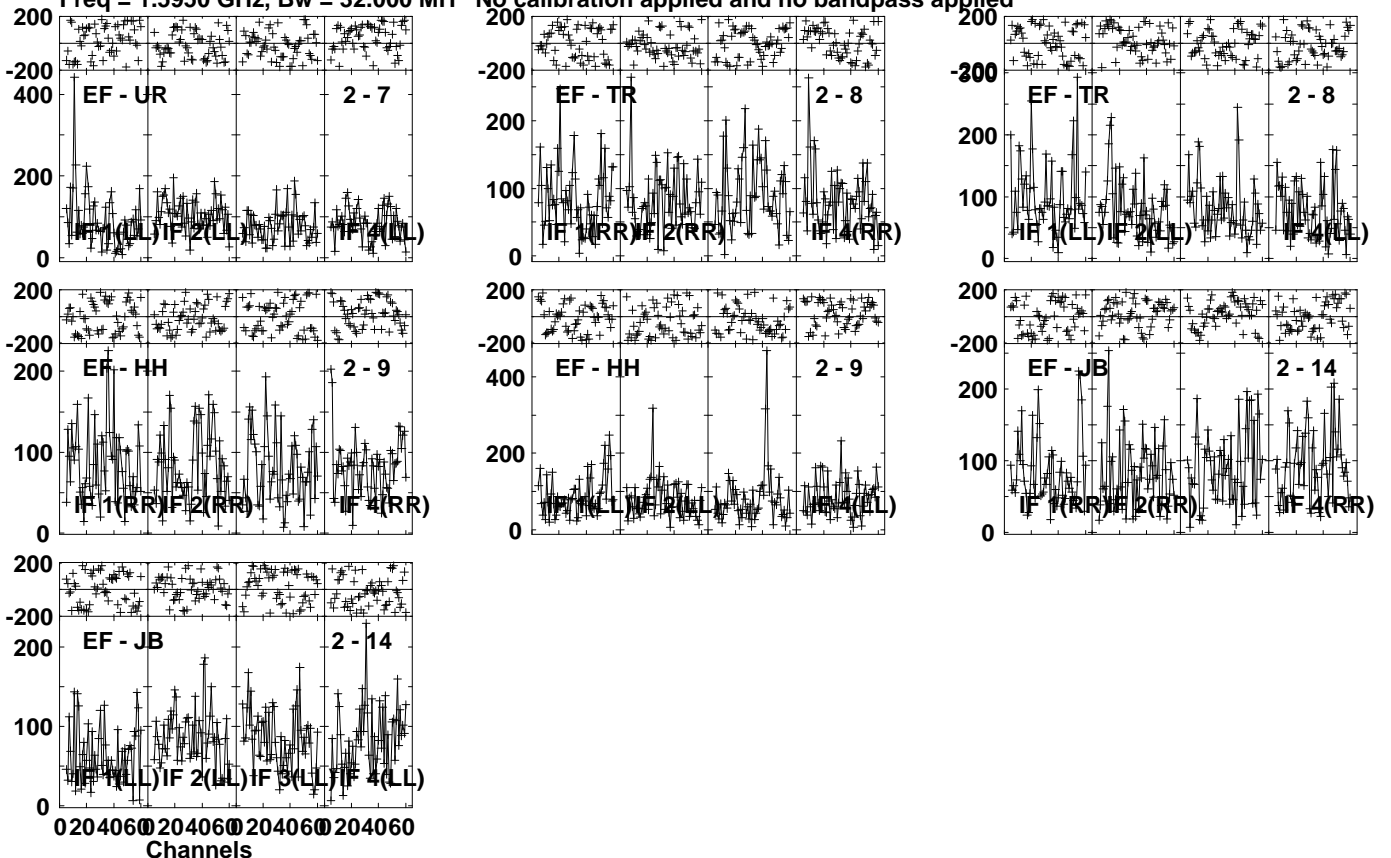 Freq = 1.5950 GHz, Bw = 32.000 MH No calibration applied and no bandpass applied
200 200 200
-200 -200 -200
EF - UR 2 - 7 EF - TR 2 - 8 EF - TR 2 - 8
400 200 300
200 100 200
0 0 100
0
IF 1(LL) IF 2(LL) IF 4(LL) IF 1(RR) IF 2(RR) IF 4(RR) IF 1(LL) IF 2(LL) IF 4(LL)
200 200 200
-200 -200 -200
EF - HH 2 - 9 EF - HH 2 - 9 EF - JB 2 - 14
200 400 200
100 200 100
0 0 0
IF 1(RR) IF 2(RR) IF 4(RR) IF 1(LL) IF 2(LL) IF 4(LL) IF 1(RR) IF 2(RR) IF 4(RR)
200
-200
EF - JB 2 - 14
200
100
0
IF 1(LL) IF 2(LL) IF 3(LL) IF 4(LL)
0 20 40 60 0 20 40 60 0 20 40 60 0 20 40 60
Channels